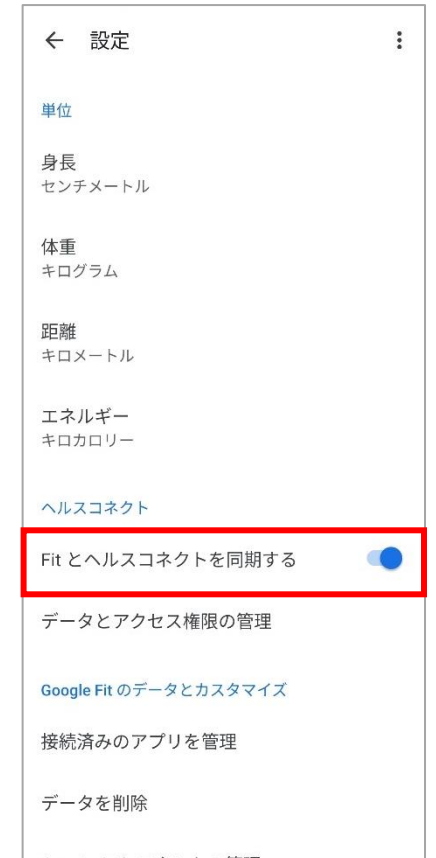 設定
単位
身長
センチメートル
体重
キログラム
距離
キロメートル
エネルギー
キロカロリー
ヘルスコネクト
Fit とヘルスコネクトを同期する
データとアクセス権限の管理
Google Fit のデータとカスタマイズ
接続済みのアプリを管理
データを削除